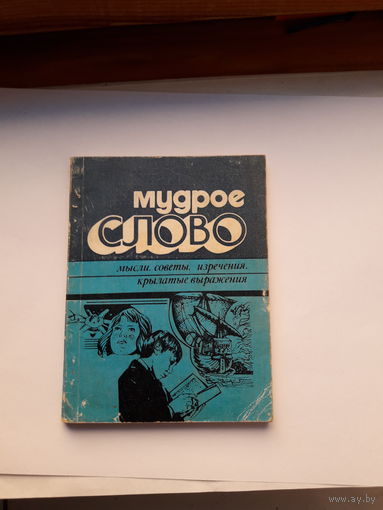 мудрое
СЛОВО
мысли, советы, изречения,
крылатые выражения
www.ay.by